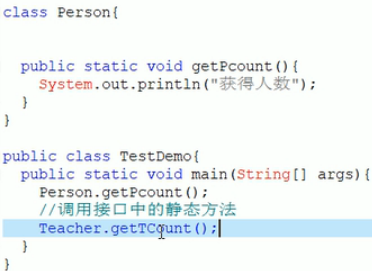 class Person{
public static void getPcount(){
System.out.println("获得人数");
}
}
public class TestDemo{
public static void main(String[] args){
Person.getPcount();
//调用接口中的静态方法
Teacher.getTCount();
}
}